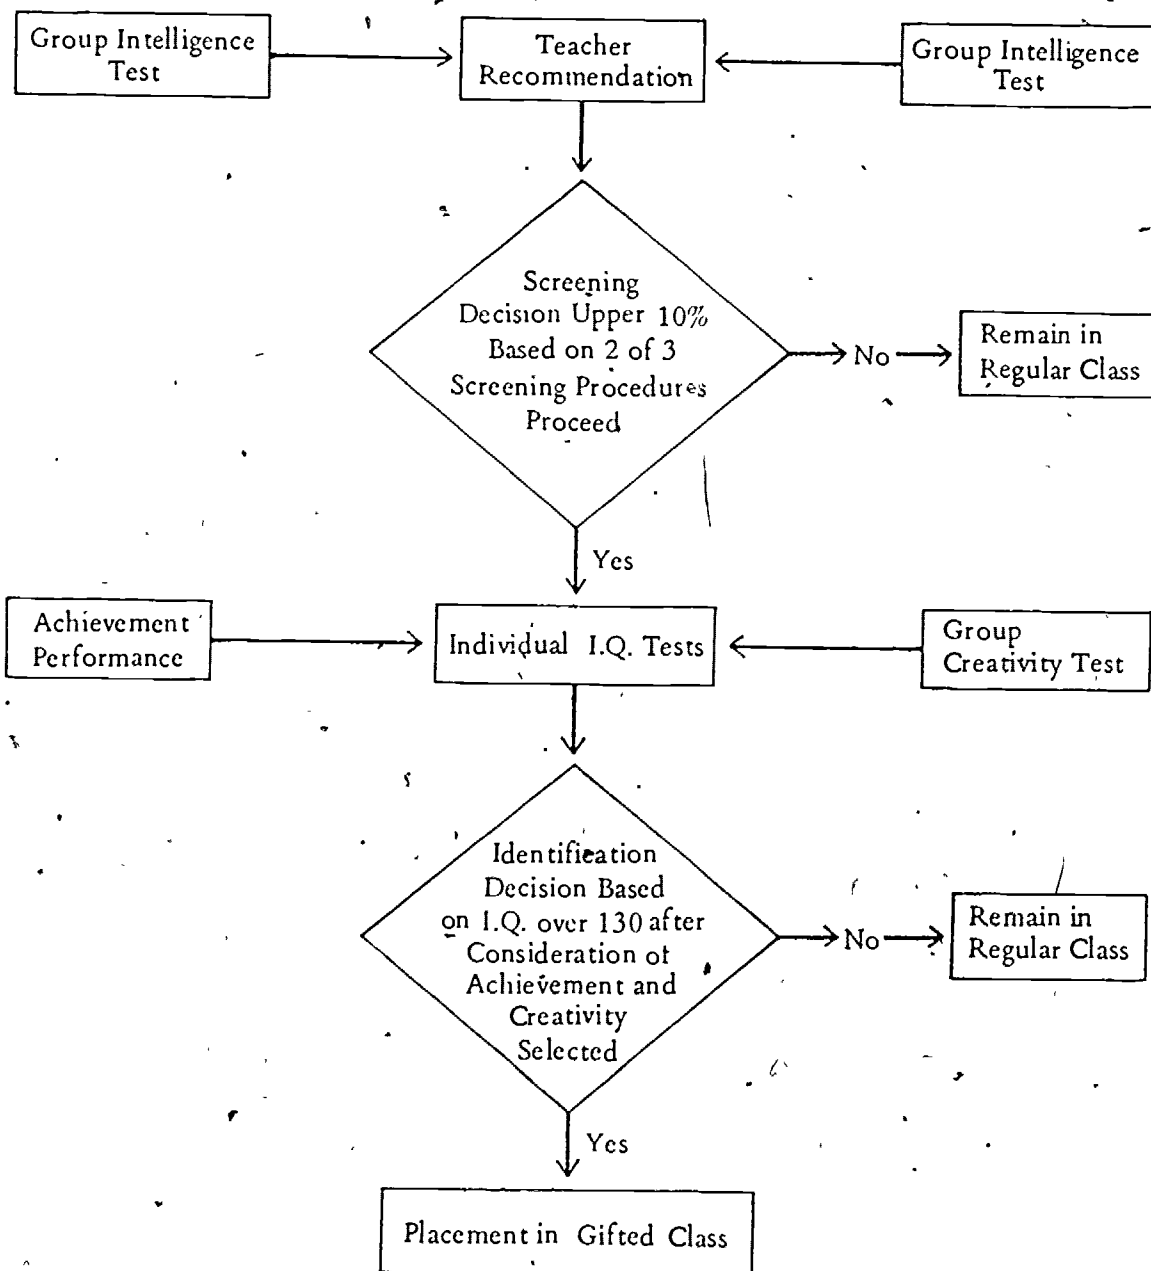 Group Intelligence
Test
Teacher
Recommendation
Group Intelligence
Test
Screening
Decision Upper 10%
Based on 2 of 3
Screening Procedures
Proceed
No
Remain in
Regular Class
Yes
Achievement
Performance
Individual I.Q. Tests
Group
Creativity Test
Identification
Decision Based
on I.Q. over 130 after
Consideration of
Achievement and
Creativity
Selected
No
Remain in
Regular Class
Yes
Placement in Gifted Class